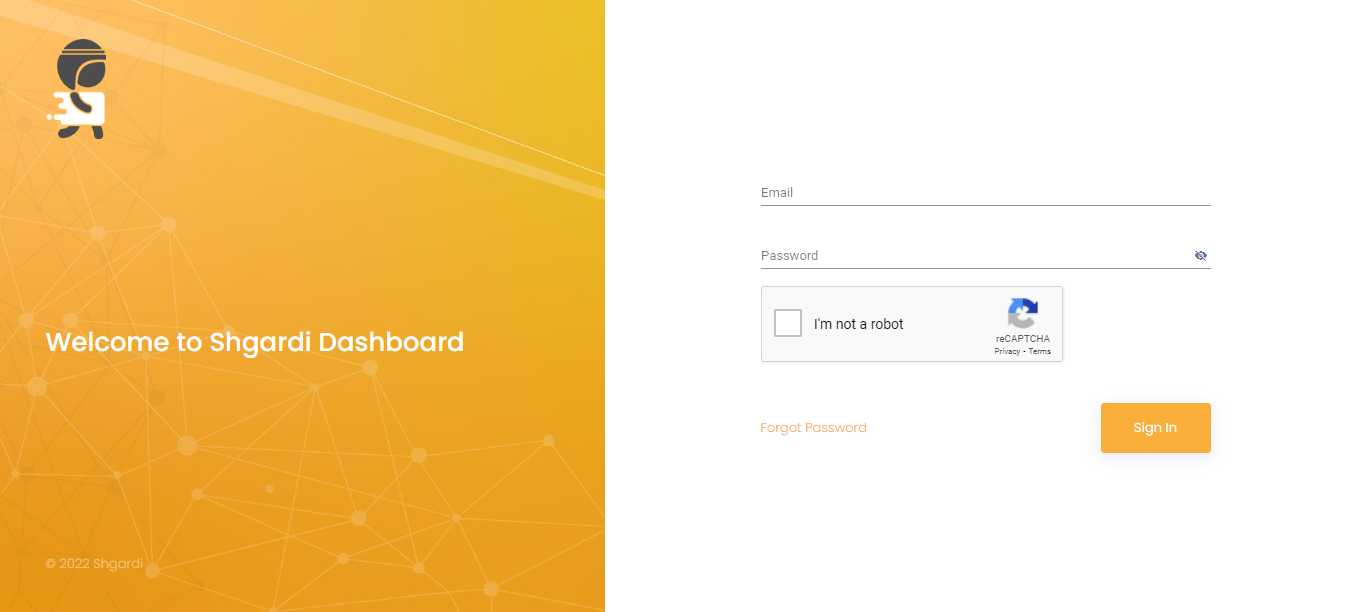 Welcome to Shgardi Dashboard
© 2022 Shgardi
Email
Password
I'm not a robot
reCAPTCHA
Privacy - Terms
Forgot Password
Sign In